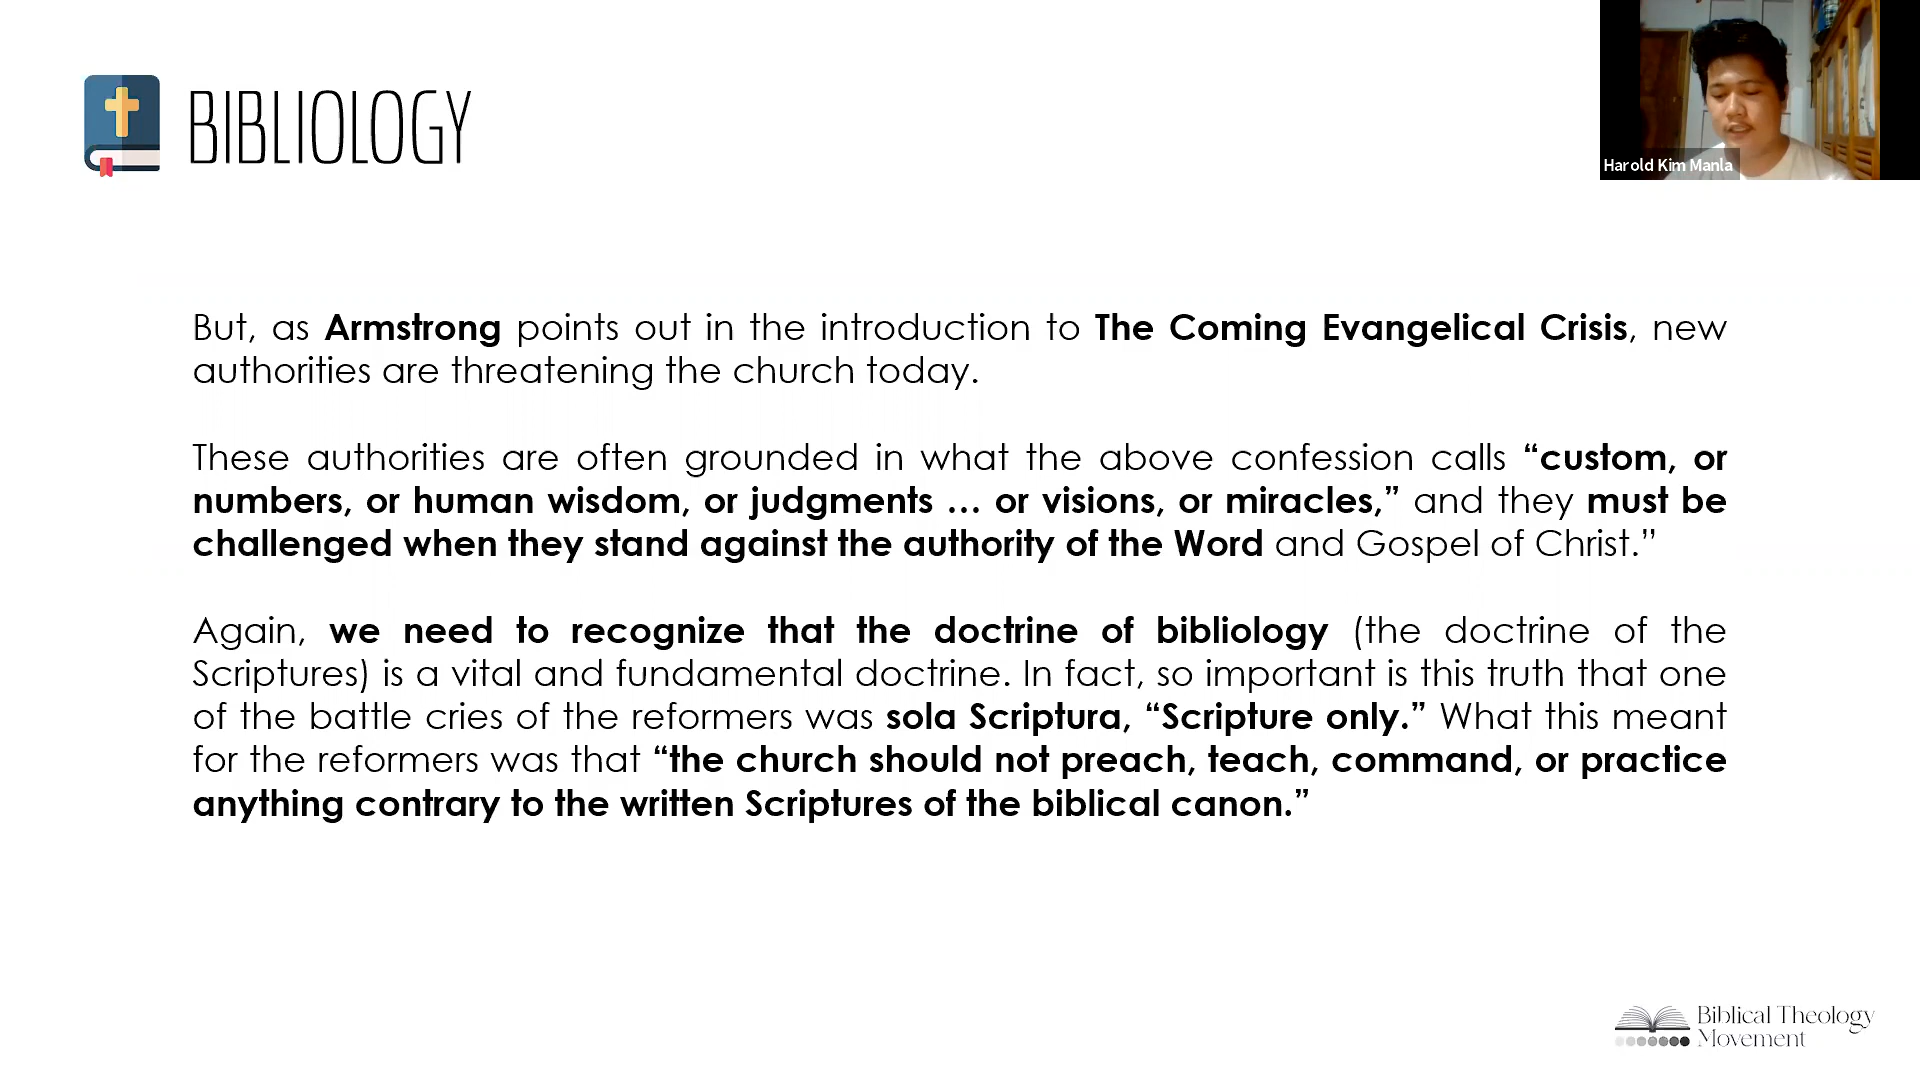 BIBLIOLOGY
Harold Kim Manla
But, as Armstrong points out in the introduction to The Coming Evangelical Crisis, new
authorities are threatening the church today.
These authorities are often grounded in what the above confession calls “custom, or
numbers, or human wisdom, or judgments … or visions, or miracles,” and they must be
challenged when they stand against the authority of the Word and Gospel of Christ.”
Again, we need to recognize that the doctrine of bibliology (the doctrine of the
Scriptures) is a vital and fundamental doctrine. In fact, so important is this truth that one
of the battle cries of the reformers was sola Scriptura, “Scripture only.” What this meant
for the reformers was that “the church should not preach, teach, command, or practice
anything contrary to the written Scriptures of the biblical canon.”
Biblical Theology
Movement